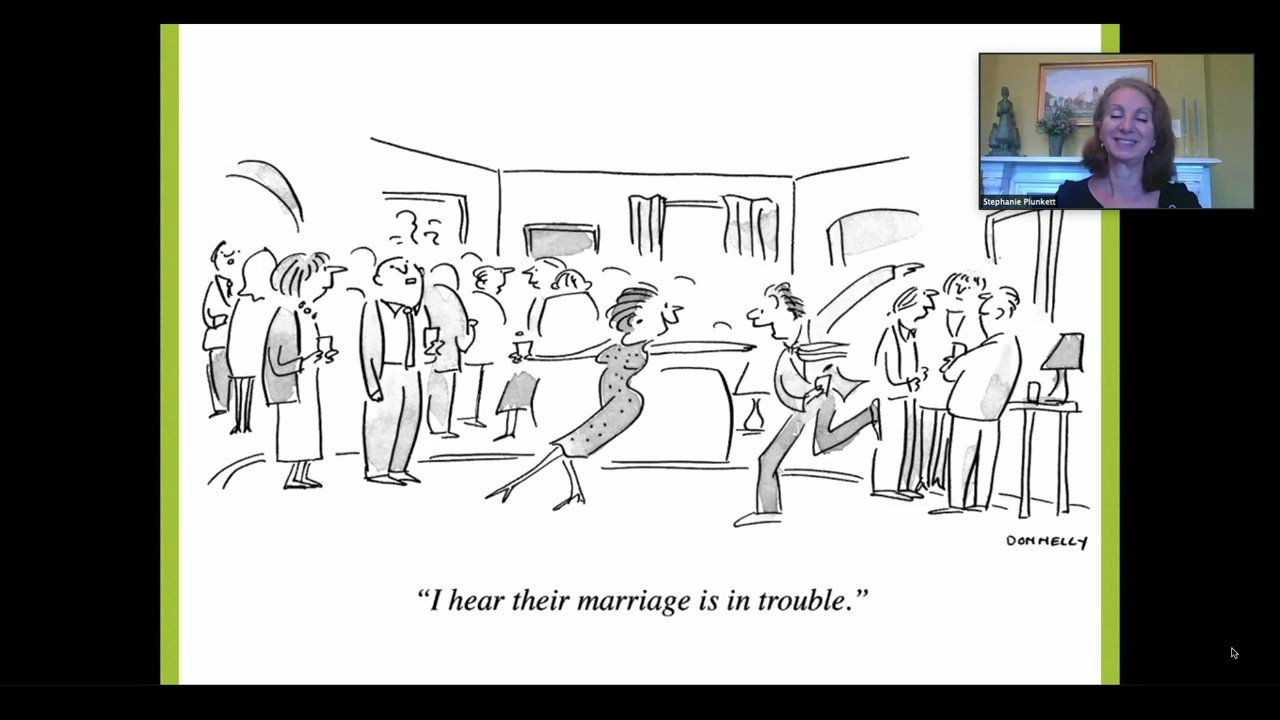 Stephanie Plunkett
DONNELLY
“I hear their marriage is in trouble.”